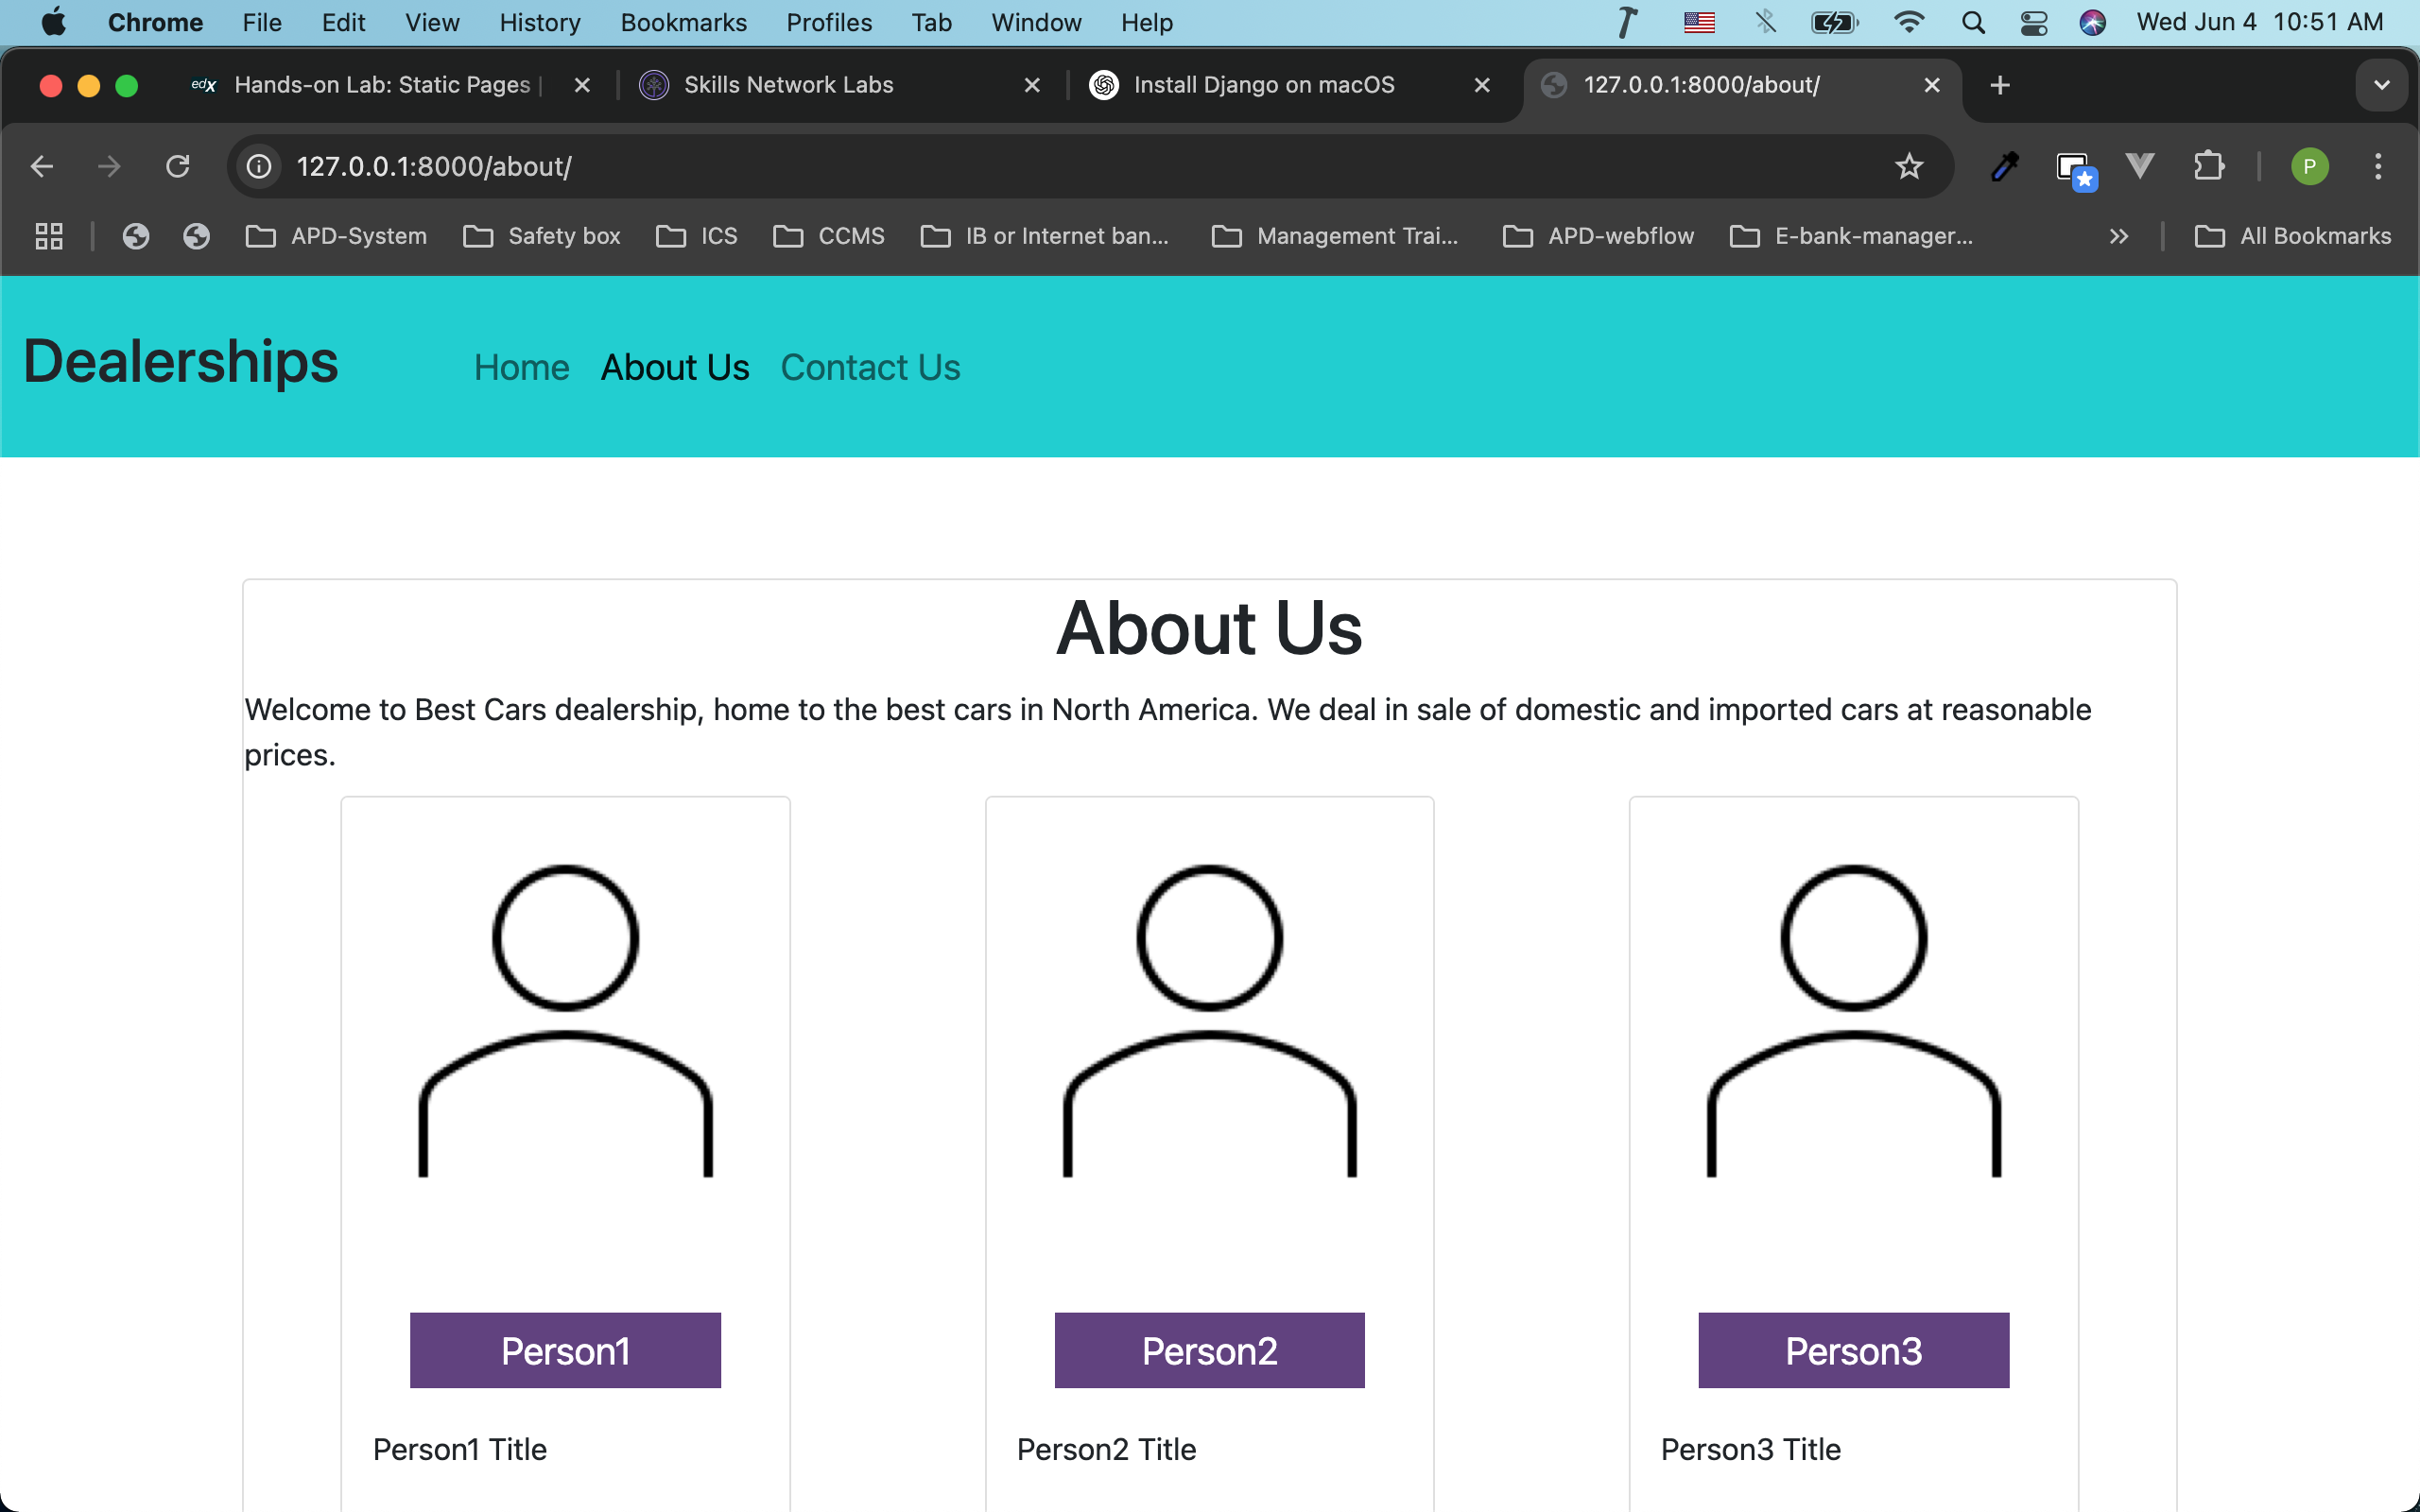 Chrome File Edit View History Bookmarks Profiles Tab Window Help Wed Jun 4 10:51 AM
edX Hands-on Lab: Static Pages | Skills Network Labs Install Django on macOS 127.0.0.1:8000/about/
127.0.0.1:8000/about/ P
APD-System Safety box ICS CCMS IB or Internet ban... Management Trai... APD-webflow E-bank-manager... All Bookmarks
Dealerships Home About Us Contact Us
About Us
Welcome to Best Cars dealership, home to the best cars in North America. We deal in sale of domestic and imported cars at reasonable
prices.
Person1 Person2 Person3
Person1 Title Person2 Title Person3 Title